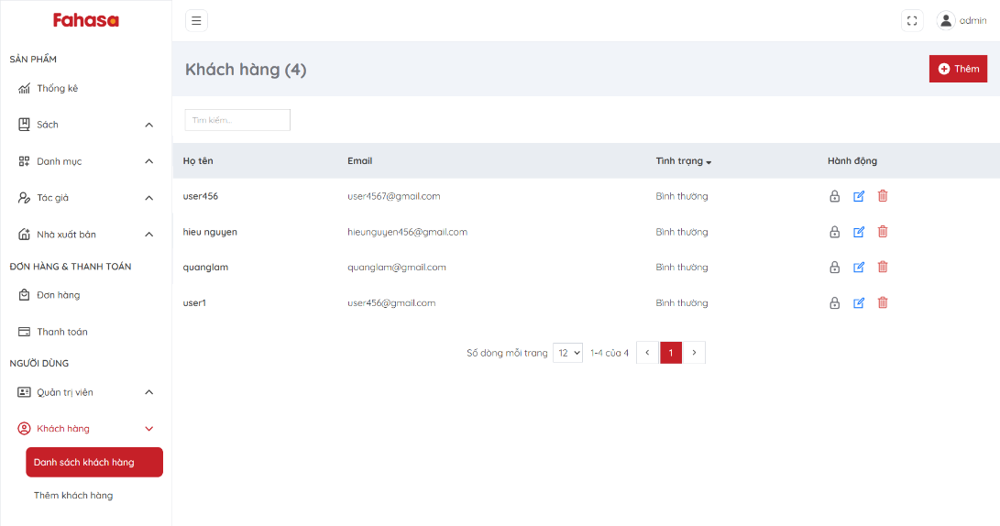 Fahasa
admin
SẢN PHẨM
Thống kê
Sách
Danh mục
Tác giả
Nhà xuất bản
ĐƠN HÀNG & THANH TOÁN
Đơn hàng
Thanh toán
NGƯỜI DÙNG
Quản trị viên
Khách hàng
Danh sách khách hàng
Thêm khách hàng
Khách hàng (4)
Thêm
Tìm kiếm...
Họ tên Email Tình trạng Hành động
user456 user4567@gmail.com Bình thường
hieu nguyen hieunguyen456@gmail.com Bình thường
quanglam quanglam@gmail.com Bình thường
user1 user456@gmail.com Bình thường
Số dòng mỗi trang 12 1-4 của 4 1